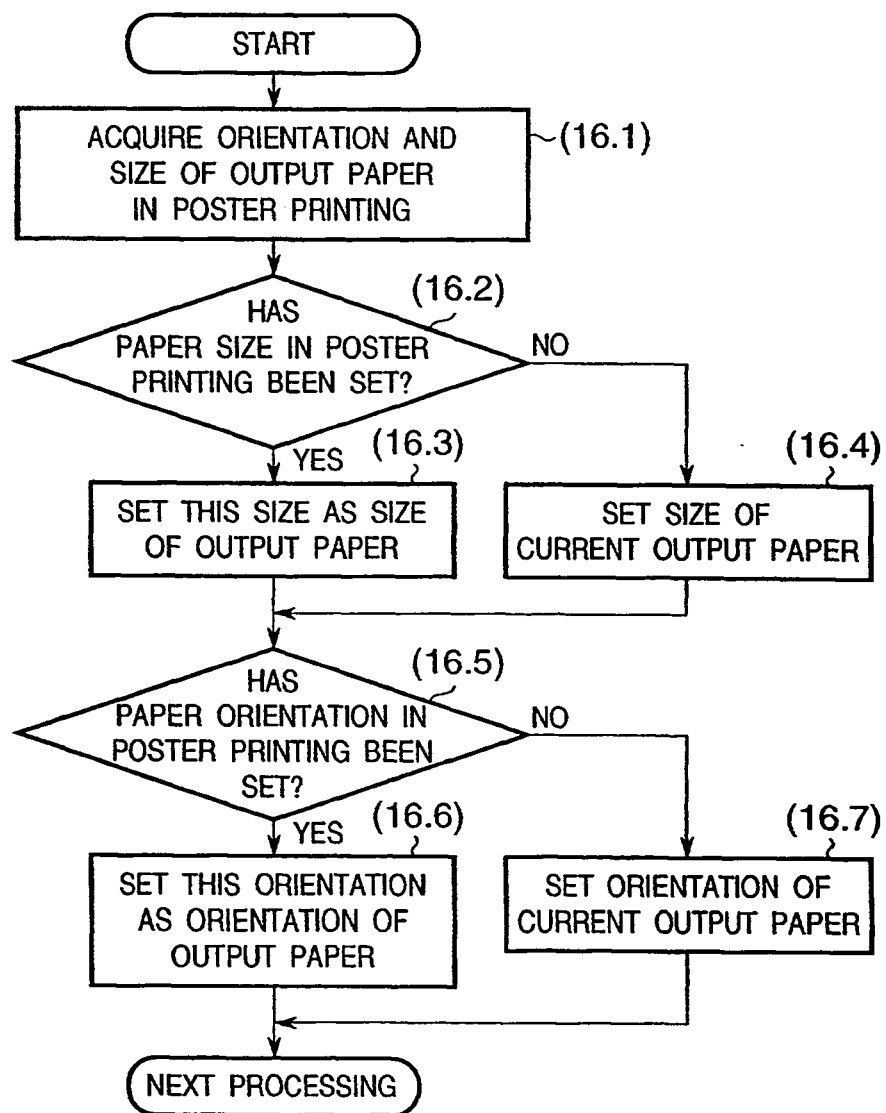 START
ACQUIRE ORIENTATION AND
SIZE OF OUTPUT PAPER
IN POSTER PRINTING
(16.1)
HAS
PAPER SIZE IN POSTER
PRINTING BEEN SET?
(16.2)
NO
YES
(16.3)
SET THIS SIZE AS SIZE
OF OUTPUT PAPER
(16.4)
SET SIZE OF
CURRENT OUTPUT PAPER
HAS
PAPER ORIENTATION IN
POSTER PRINTING BEEN
SET?
(16.5)
NO
YES
(16.6)
SET THIS ORIENTATION
AS ORIENTATION OF
OUTPUT PAPER
(16.7)
SET ORIENTATION OF
CURRENT OUTPUT PAPER
NEXT PROCESSING